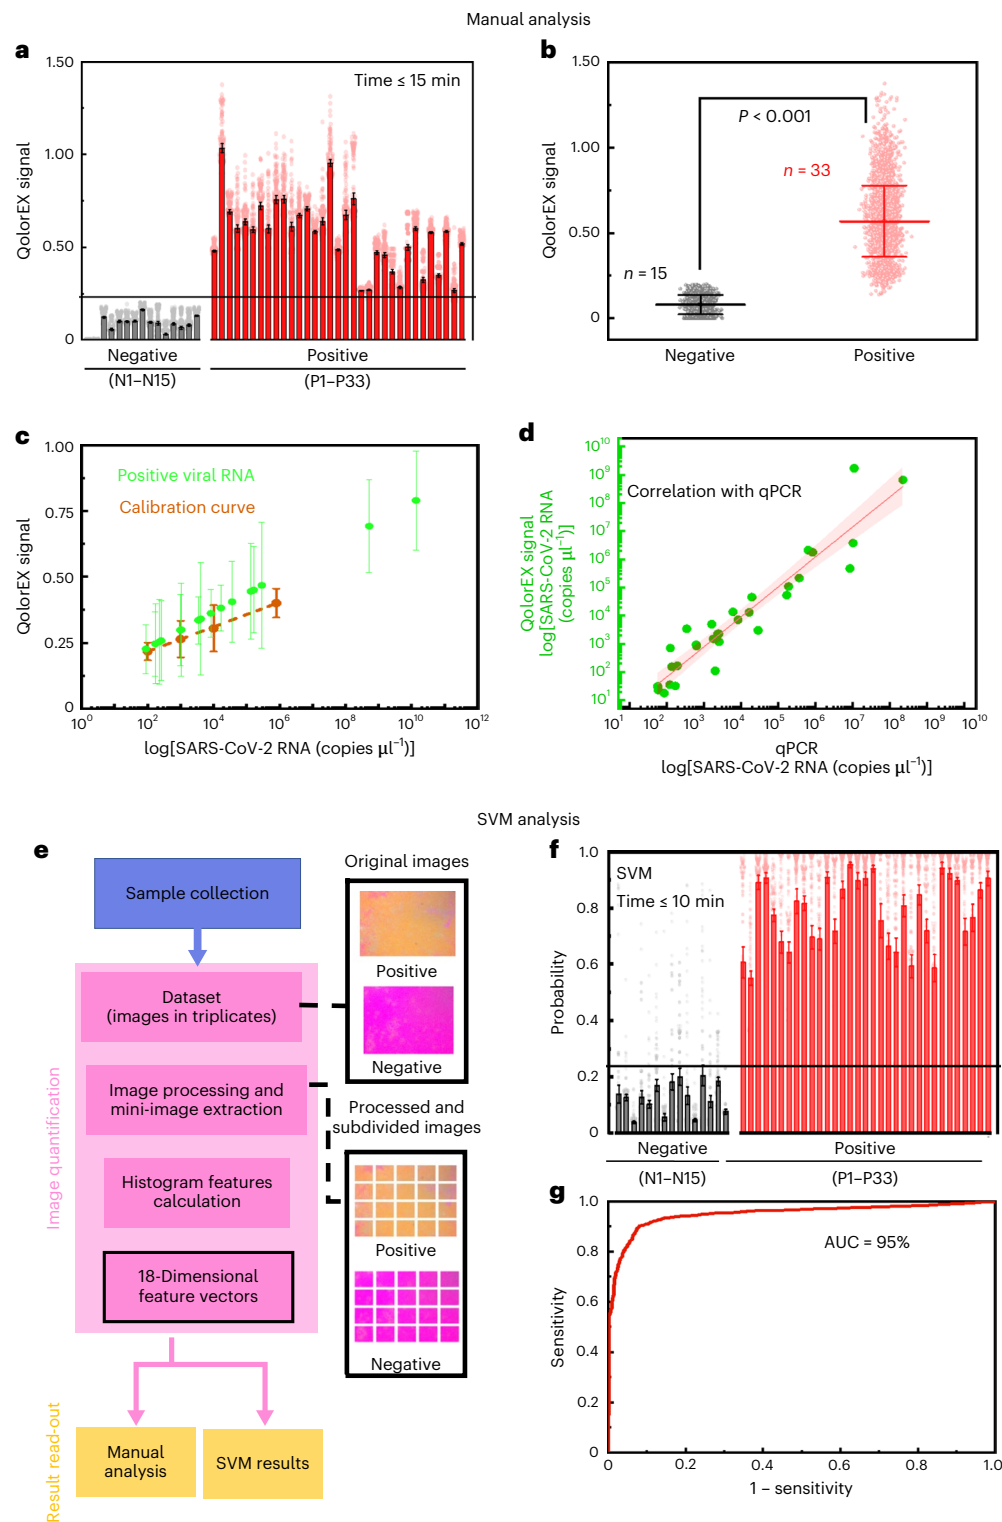 Manual analysis
a
1.50
1.00
0.50
0
QolorEX signal
Time ≤ 15 min
Negative
(N1–N15)
Positive
(P1–P33)
b
1.50
1.00
0.50
0
QolorEX signal
P < 0.001
n = 33
n = 15
Negative
Positive
c
1.00
0.75
0.50
0.25
0
QolorEX signal
Positive viral RNA
Calibration curve
10⁰ 10² 10⁴ 10⁶ 10⁸ 10¹⁰ 10¹²
log[SARS-CoV-2 RNA (copies µl⁻¹)]
d
10¹⁰
10⁹
10⁸
10⁷
10⁶
10⁵
10⁴
10³
10²
10¹
QolorEX signal
log[SARS-CoV-2 RNA
(copies µl⁻¹)]
Correlation with qPCR
10¹ 10² 10³ 10⁴ 10⁵ 10⁶ 10⁷ 10⁸ 10⁹ 10¹⁰
qPCR
log[SARS-CoV-2 RNA (copies µl⁻¹)]
SVM analysis
e
Sample collection
Image quantification
Dataset
(images in triplicates)
Image processing and
mini-image extraction
Histogram features
calculation
18-Dimensional
feature vectors
Result read-out
Manual
analysis
SVM results
Original images
Positive
Negative
Processed and
subdivided images
Positive
Negative
f
1.0
0.8
0.6
0.4
0.2
0
Probability
SVM
Time ≤ 10 min
Negative
(N1–N15)
Positive
(P1–P33)
g
1.0
0.8
0.6
0.4
0.2
0
Sensitivity
AUC = 95%
0 0.2 0.4 0.6 0.8 1.0
1 – sensitivity